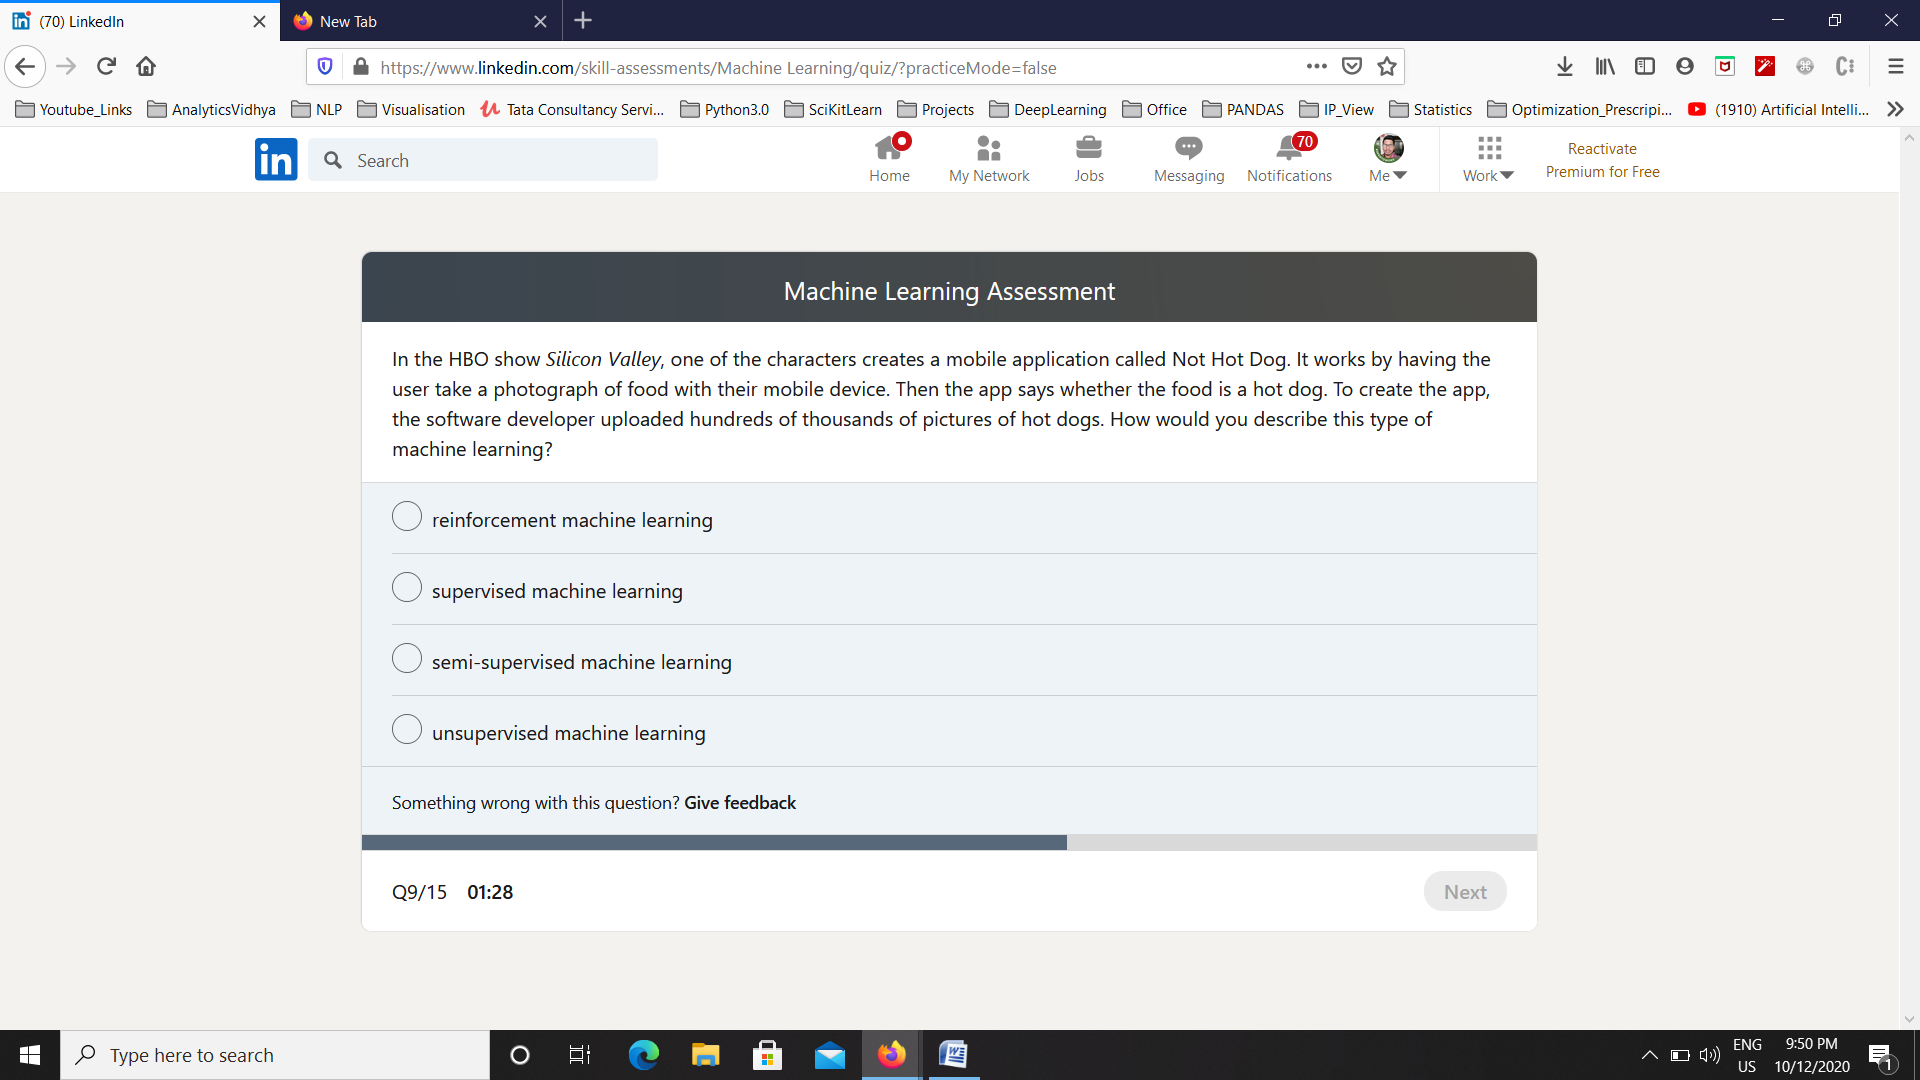 (70) LinkedIn
New Tab
https://www.linkedin.com/skill-assessments/Machine Learning/quiz/?practiceMode=false
Youtube_Links AnalyticsVidhya NLP Visualisation Tata Consultancy Servi... Python3.0 SciKitLearn Projects DeepLearning Office PANDAS IP_View Statistics Optimization_Prescripi... (1910) Artificial Intelli...
in
Search
Home
My Network
Jobs
Messaging
70
Notifications
Me
Work
Reactivate
Premium for Free
Machine Learning Assessment
In the HBO show Silicon Valley, one of the characters creates a mobile application called Not Hot Dog. It works by having the
user take a photograph of food with their mobile device. Then the app says whether the food is a hot dog. To create the app,
the software developer uploaded hundreds of thousands of pictures of hot dogs. How would you describe this type of
machine learning?
reinforcement machine learning
supervised machine learning
semi-supervised machine learning
unsupervised machine learning
Something wrong with this question? Give feedback
Q9/15 01:28
Next
Type here to search
ENG
US
9:50 PM
10/12/2020
1